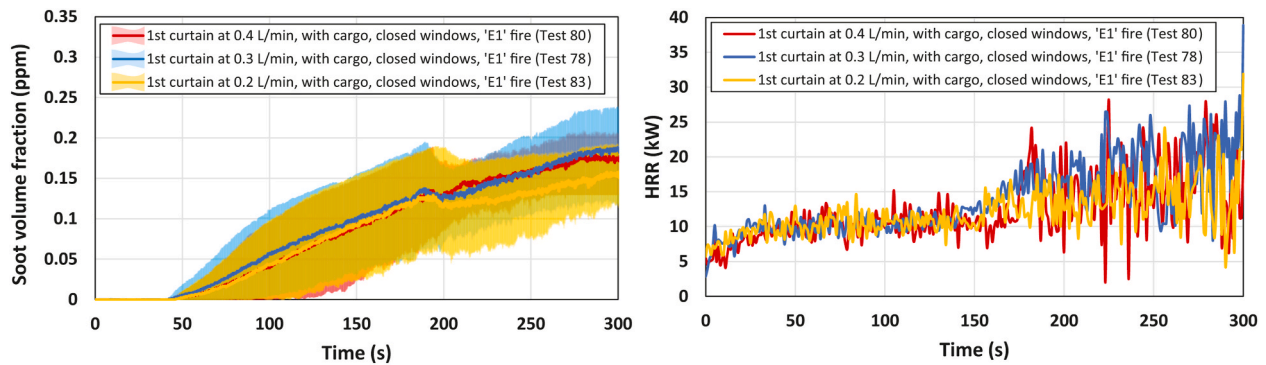 0.35
0.3
0.25
0.2
0.15
0.1
0.05
0
Soot volume fraction (ppm)
1st curtain at 0.4 L/min, with cargo, closed windows, 'E1' fire (Test 80)
1st curtain at 0.3 L/min, with cargo, closed windows, 'E1' fire (Test 78)
1st curtain at 0.2 L/min, with cargo, closed windows, 'E1' fire (Test 83)
0 50 100 150 200 250 300
Time (s)
40
35
30
25
20
15
10
5
0
HRR (kW)
1st curtain at 0.4 L/min, with cargo, closed windows, 'E1' fire (Test 80)
1st curtain at 0.3 L/min, with cargo, closed windows, 'E1' fire (Test 78)
1st curtain at 0.2 L/min, with cargo, closed windows, 'E1' fire (Test 83)
0 50 100 150 200 250 300
Time (s)